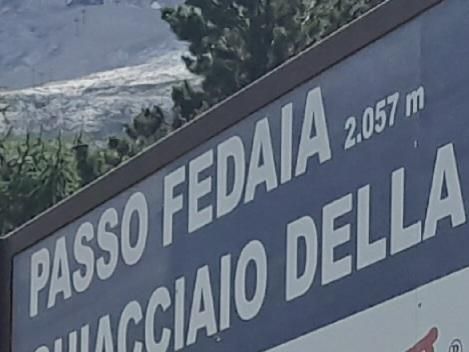 PASSO FEDAIA 2.057 m
GHIACCIAIO DELLA
®